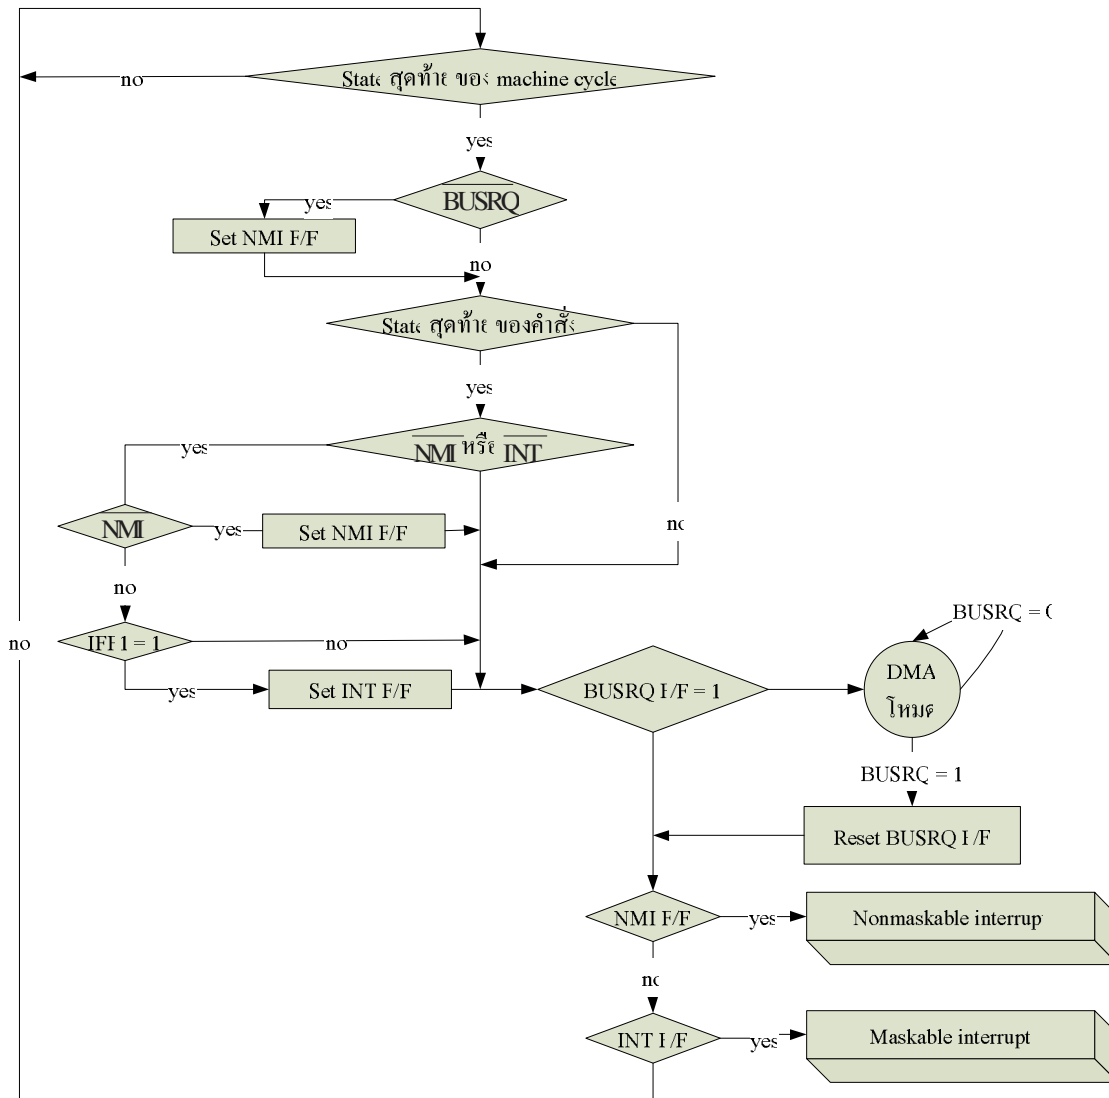 State สุดท้าย ของ machine cycle
no
yes
BUSRQ
yes
Set NMI F/F
no
State สุดท้าย ของคำสั่ง
yes
NMI หรือ INT
yes
no
NMI
yes
Set NMI F/F
no
IFF1 = 1
no
no
yes
Set INT F/F
BUSRQ F/F = 1
BUSRQ = 0
DMA
โหมด
BUSRQ = 1
Reset BUSRQ F/F
NMI F/F
yes
Nonmaskable interrup
no
INT F/F
yes
Maskable interrupt